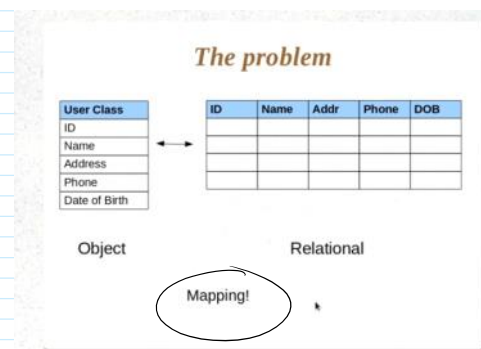 The problem
User Class
ID
Name
Address
Phone
Date of Birth
ID Name Addr Phone DOB
Object
Relational
Mapping!